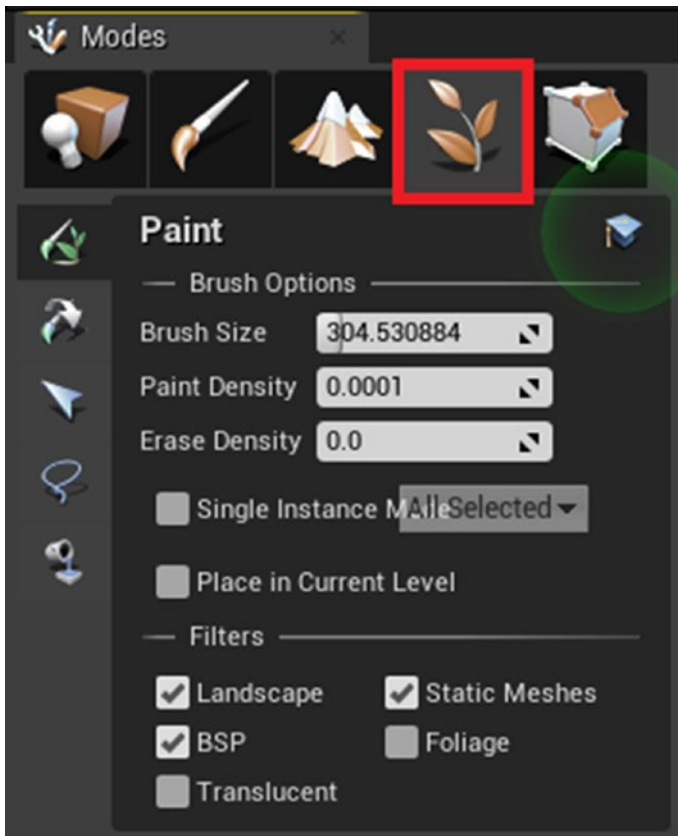 Modes
Paint
Brush Options
Brush Size 304.530884
Paint Density 0.0001
Erase Density 0.0
Single Instance Mode All Selected
Place in Current Level
Filters
Landscape Static Meshes
BSP Foliage
Translucent